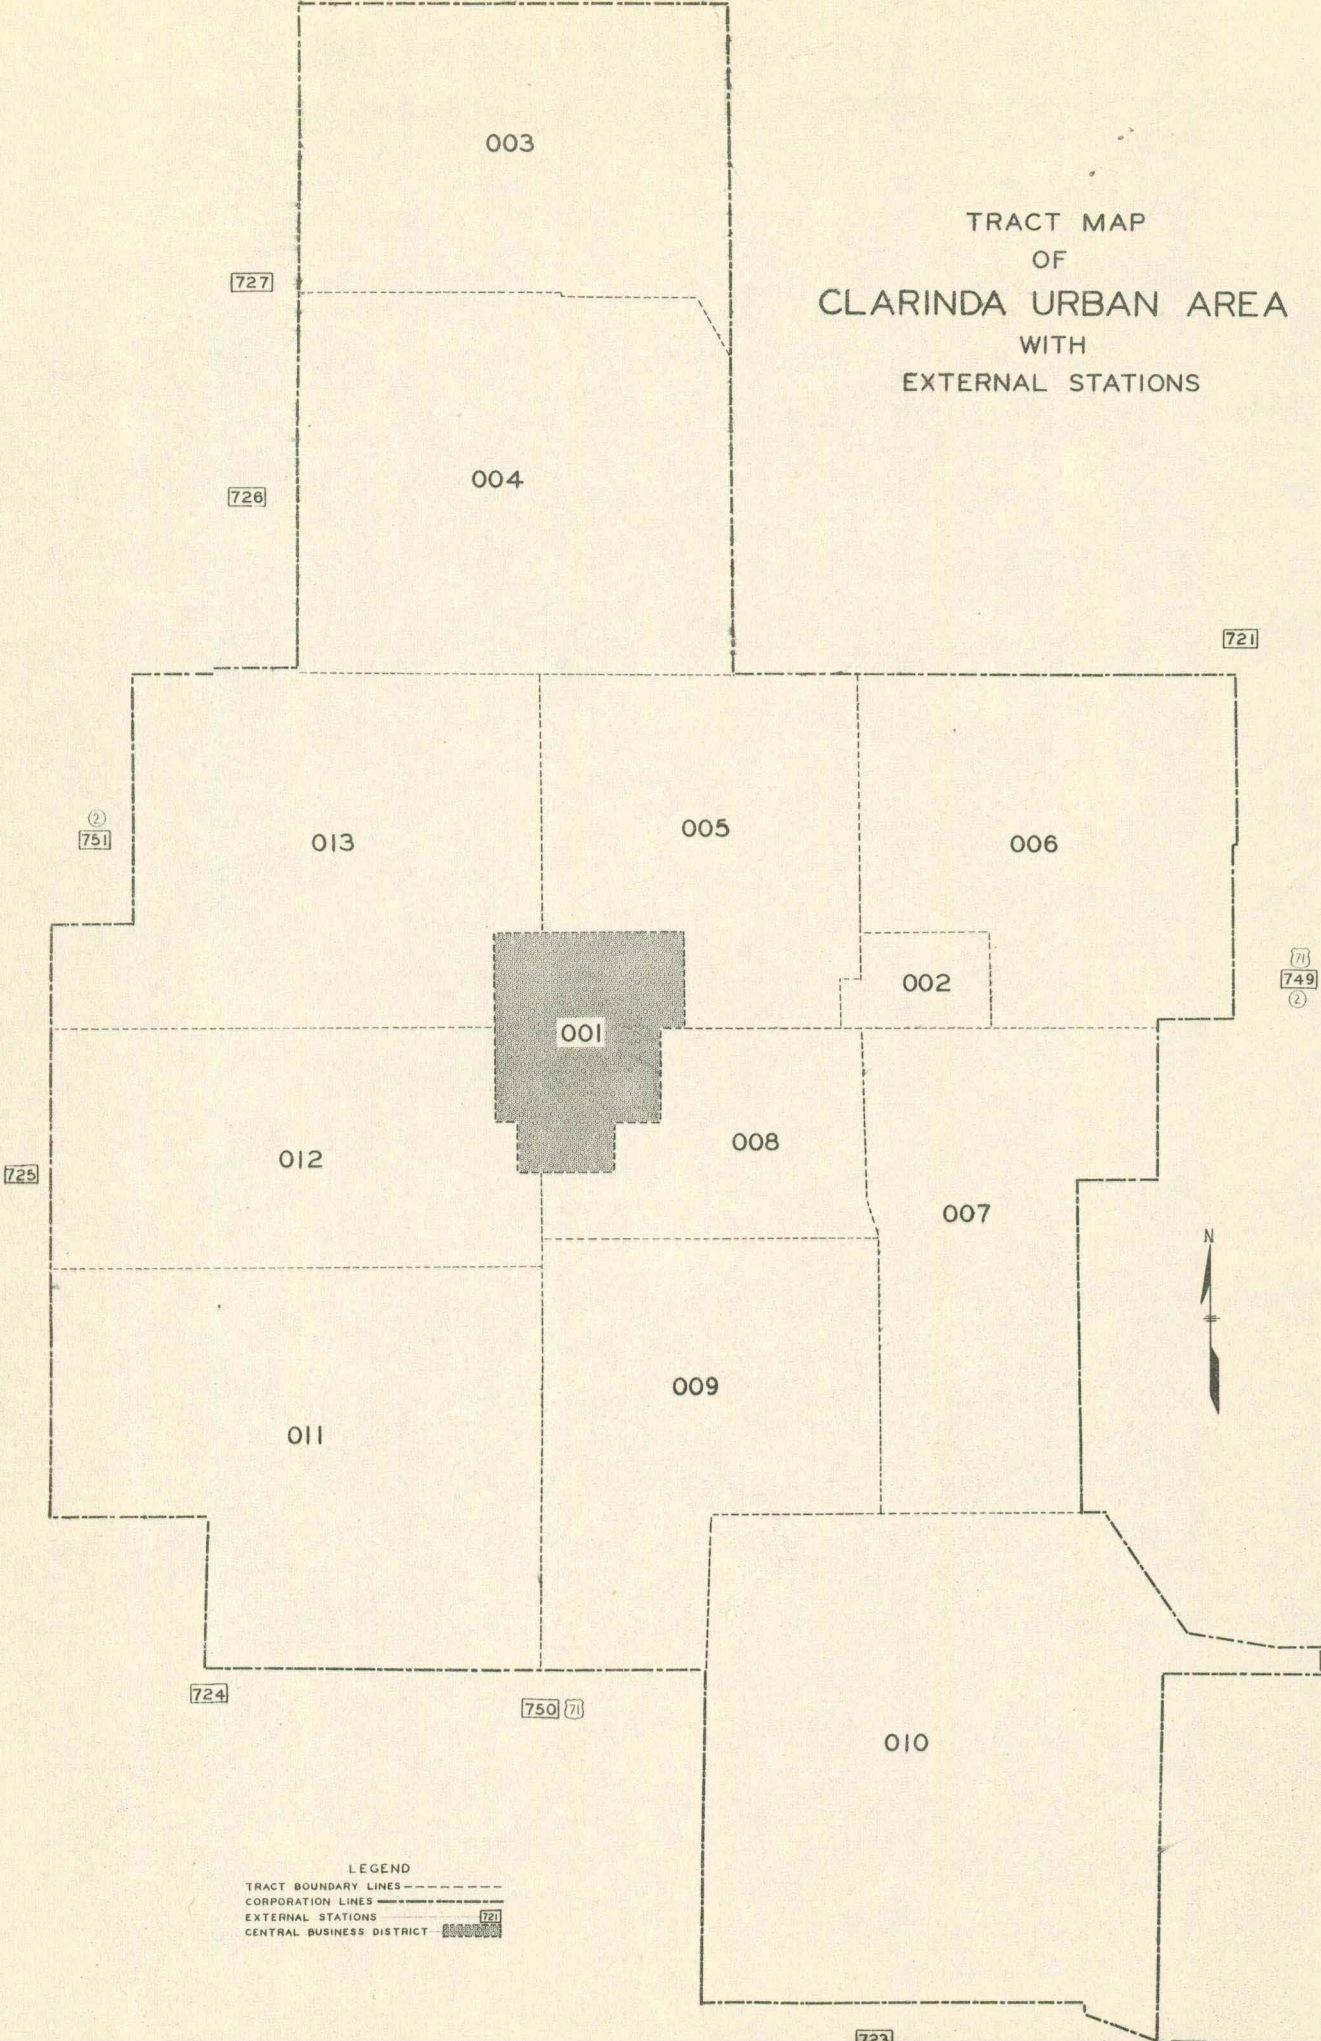 003
TRACT MAP
OF
CLARINDA URBAN AREA
WITH
EXTERNAL STATIONS
727
004
726
721
2
751
013
005
006
002
71
749
2
001
012
008
725
007
N
009
011
724
750 71
010
LEGEND
TRACT BOUNDARY LINES
CORPORATION LINES
EXTERNAL STATIONS 721
CENTRAL BUSINESS DISTRICT
723